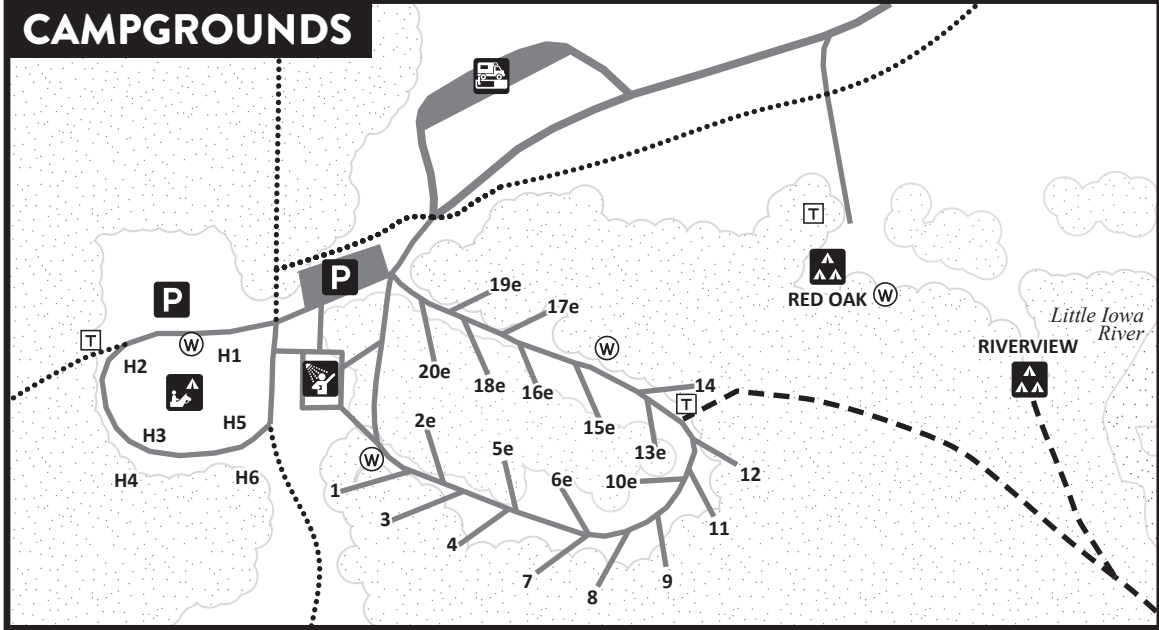 CAMPGROUNDS
T
P
RED OAK
W
Little Iowa
River
RIVERVIEW
P
19e
17e
T
W
H1
H2
W
20e
18e
16e
14
T
H3
H5
2e
15e
13e
W
5e
12
H4
H6
1
6e
10e
3
11
4
7
9
8